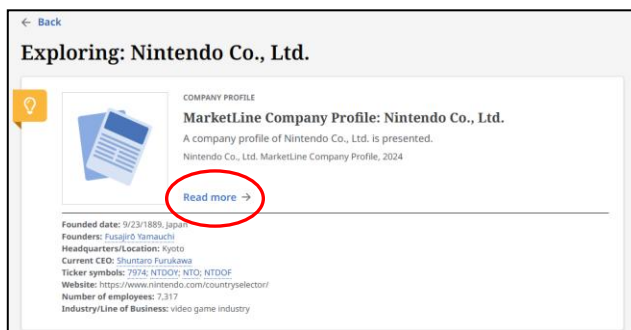 ← Back
Exploring: Nintendo Co., Ltd.
COMPANY PROFILE
MarketLine Company Profile: Nintendo Co., Ltd.
A company profile of Nintendo Co., Ltd. is presented.
Nintendo Co., Ltd. MarketLine Company Profile, 2024
Read more →
Founded date: 9/23/1889, Japan
Founders: Fusajirō Yamauchi
Headquarters/Location: Kyoto
Current CEO: Shuntaro Furukawa
Ticker symbols: 7974; NTDOY; NTO; NTDOF
Website: https://www.nintendo.com/countryselector/
Number of employees: 7,317
Industry/Line of Business: video game industry